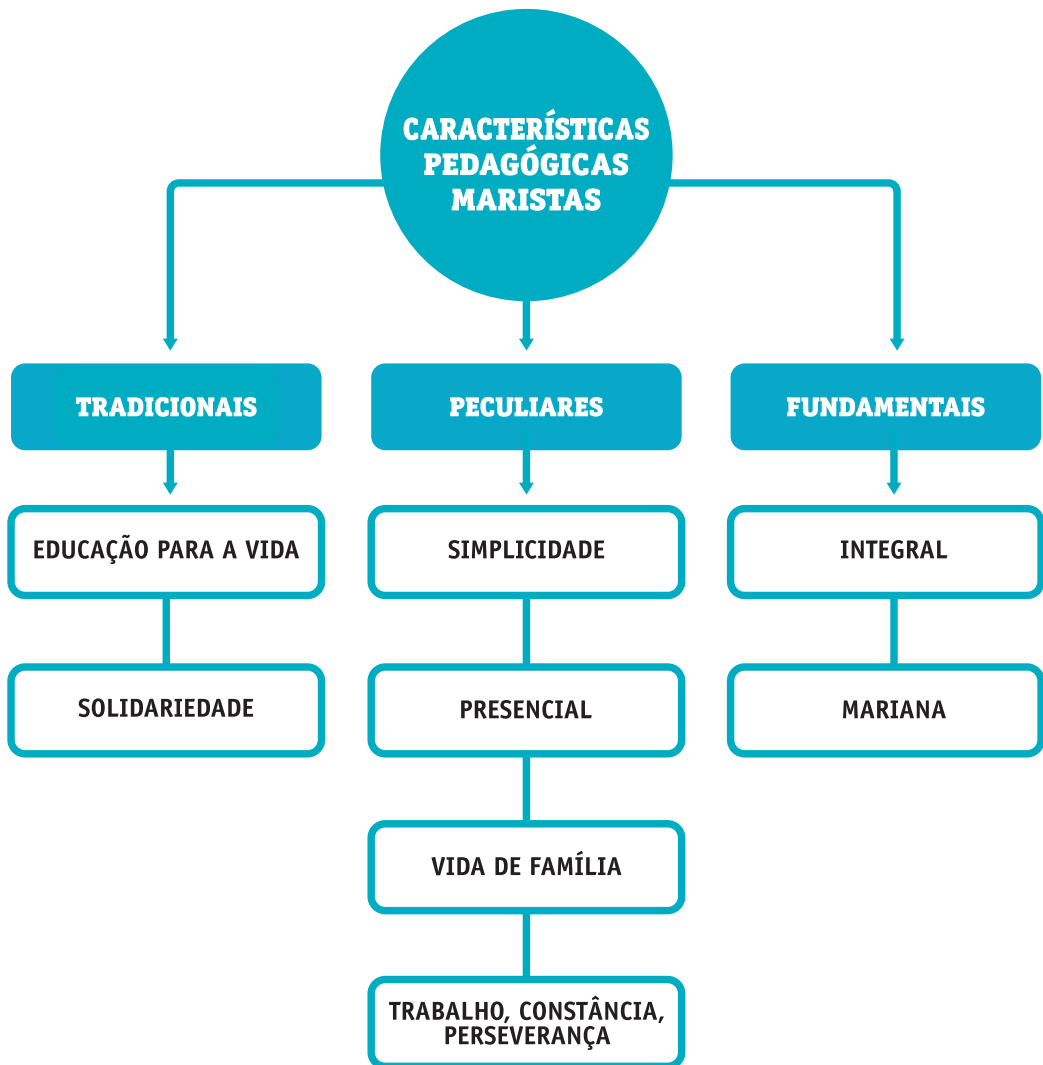 CARACTERÍSTICAS
PEDAGÓGICAS
MARISTAS
TRADICIONAIS
PECULIARES
FUNDAMENTAIS
EDUCAÇÃO PARA A VIDA
SIMPLICIDADE
INTEGRAL
SOLIDARIEDADE
PRESENCIAL
MARIANA
VIDA DE FAMÍLIA
TRABALHO, CONSTÂNCIA,
PERSEVERANÇA